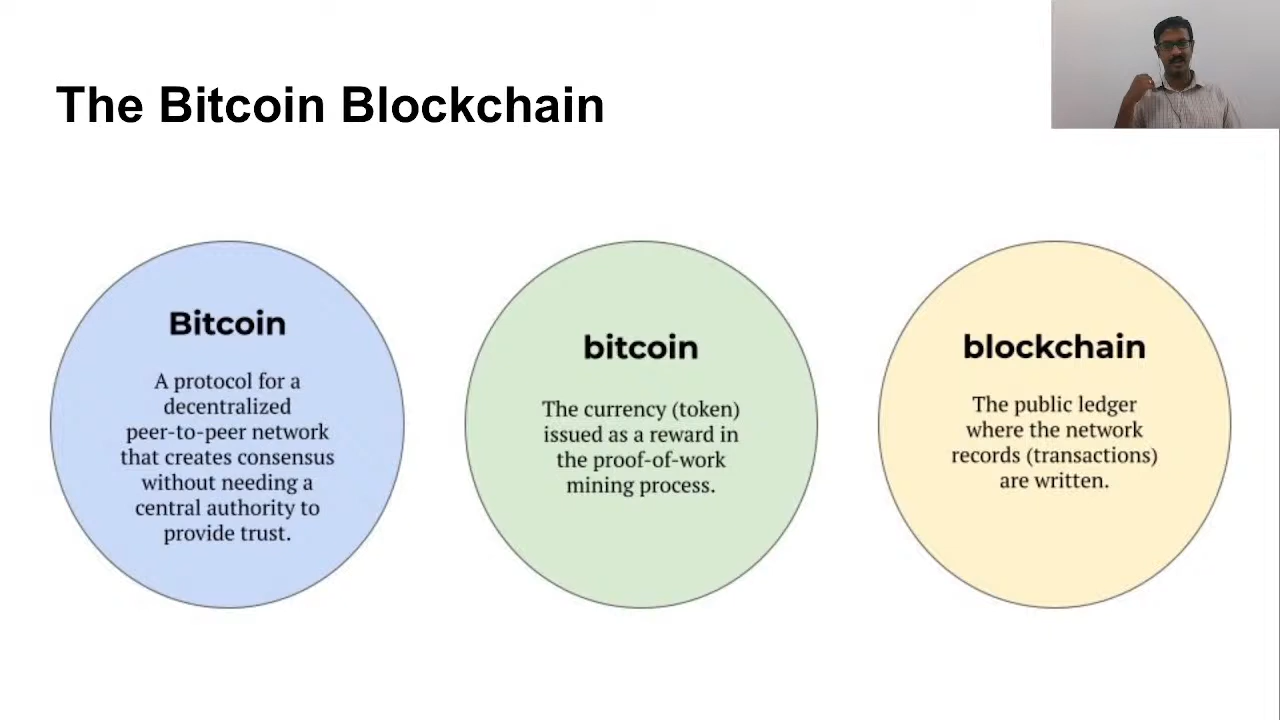 The Bitcoin Blockchain
Bitcoin
A protocol for a
decentralized
peer-to-peer network
that creates consensus
without needing a
central authority to
provide trust.
bitcoin
The currency (token)
issued as a reward in
the proof-of-work
mining process.
blockchain
The public ledger
where the network
records (transactions)
are written.